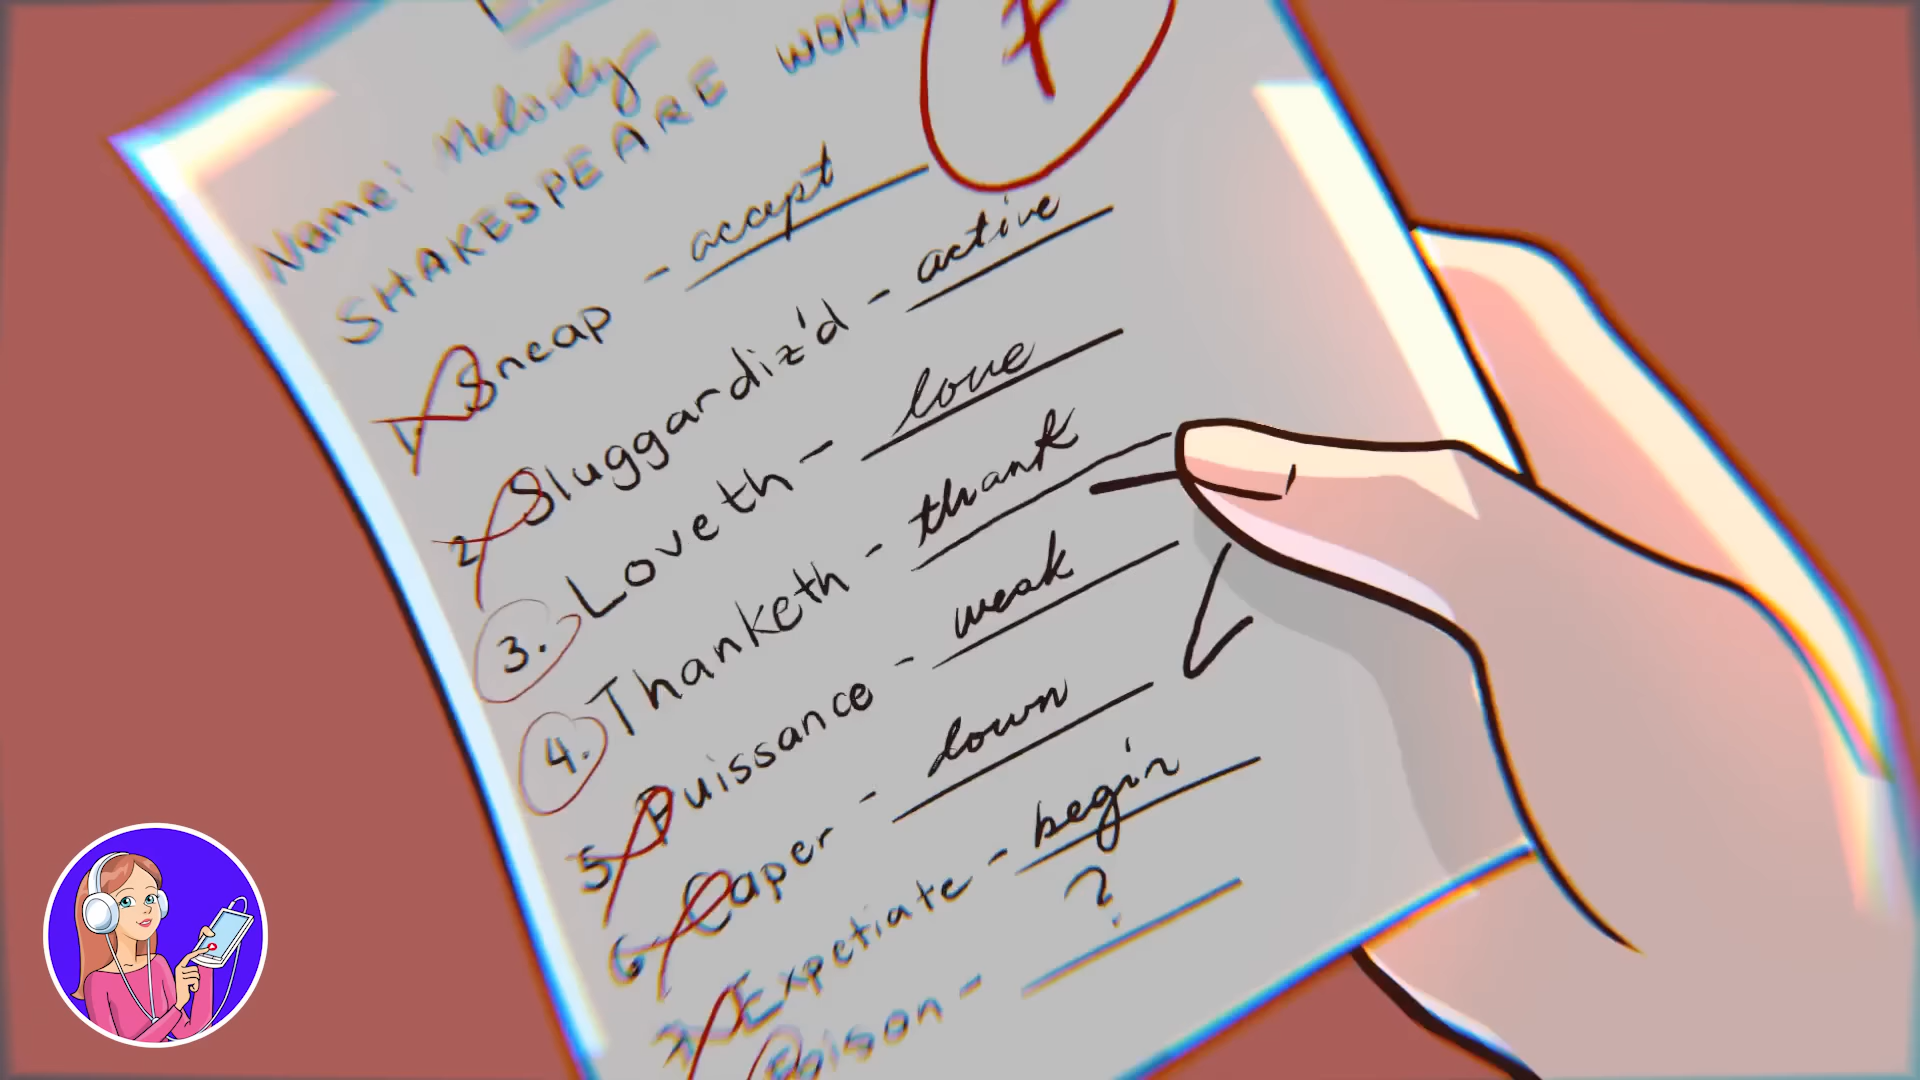 Name: Melody
SHAKESPEARE WORDS
F
1. Sneap - accept
2. Sluggardiz'd - active
3. Loveth - love
4. Thanketh - thank
5 Puissance - weak
6 Caper - down
7 Expetiate - begin
Poison - ?